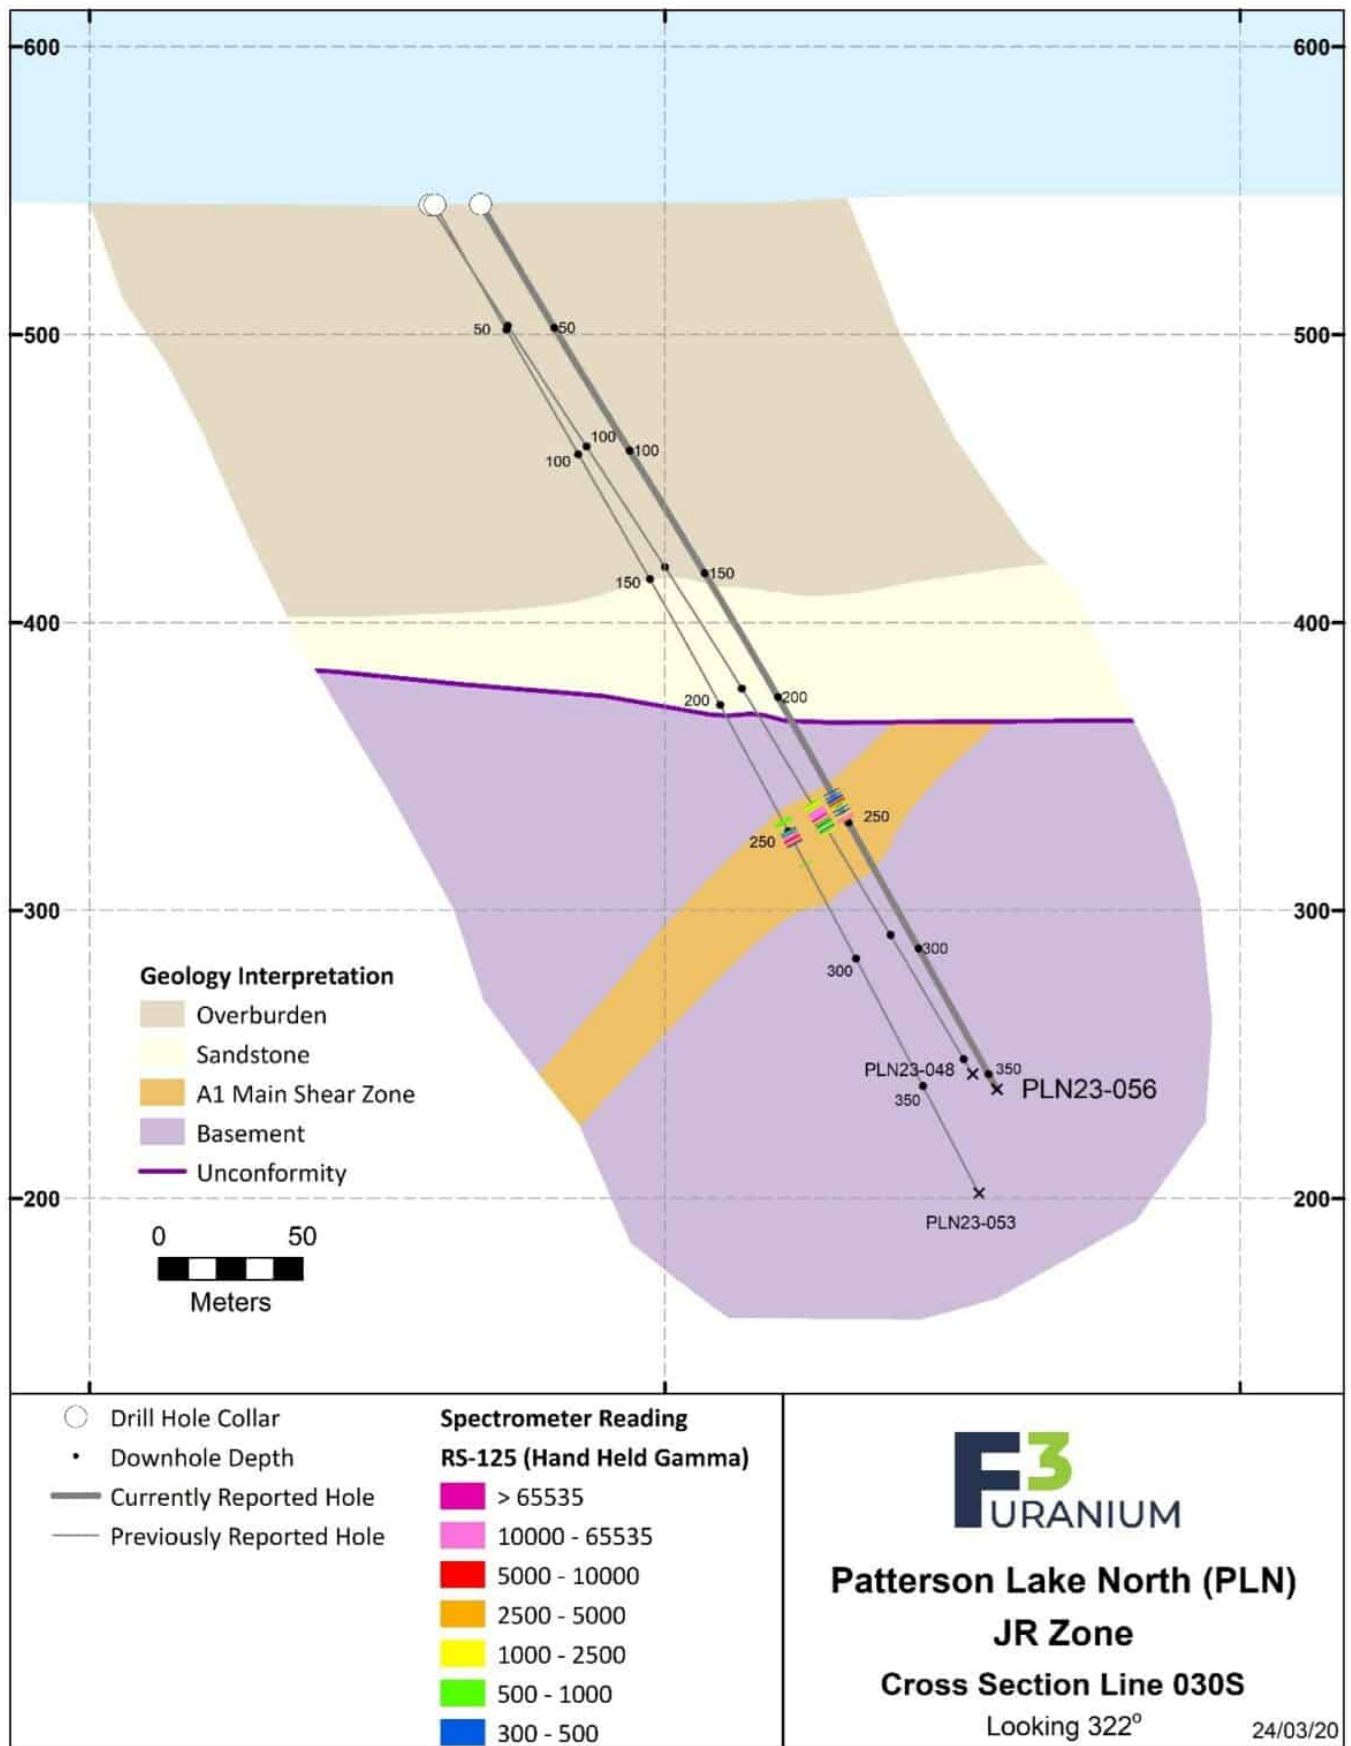 600 600
500 500
400 400
300 300
200 200
50 50
100 100 100
150 150
200 200
250 250
300 300
PLN23-048 350
350 PLN23-056
PLN23-053
Geology Interpretation
Overburden
Sandstone
A1 Main Shear Zone
Basement
Unconformity
0 50
Meters
Drill Hole Collar
Downhole Depth
Currently Reported Hole
Previously Reported Hole
Spectrometer Reading
RS-125 (Hand Held Gamma)
> 65535
10000 - 65535
5000 - 10000
2500 - 5000
1000 - 2500
500 - 1000
300 - 500
F3
URANIUM
Patterson Lake North (PLN)
JR Zone
Cross Section Line 030S
Looking 322°
24/03/20